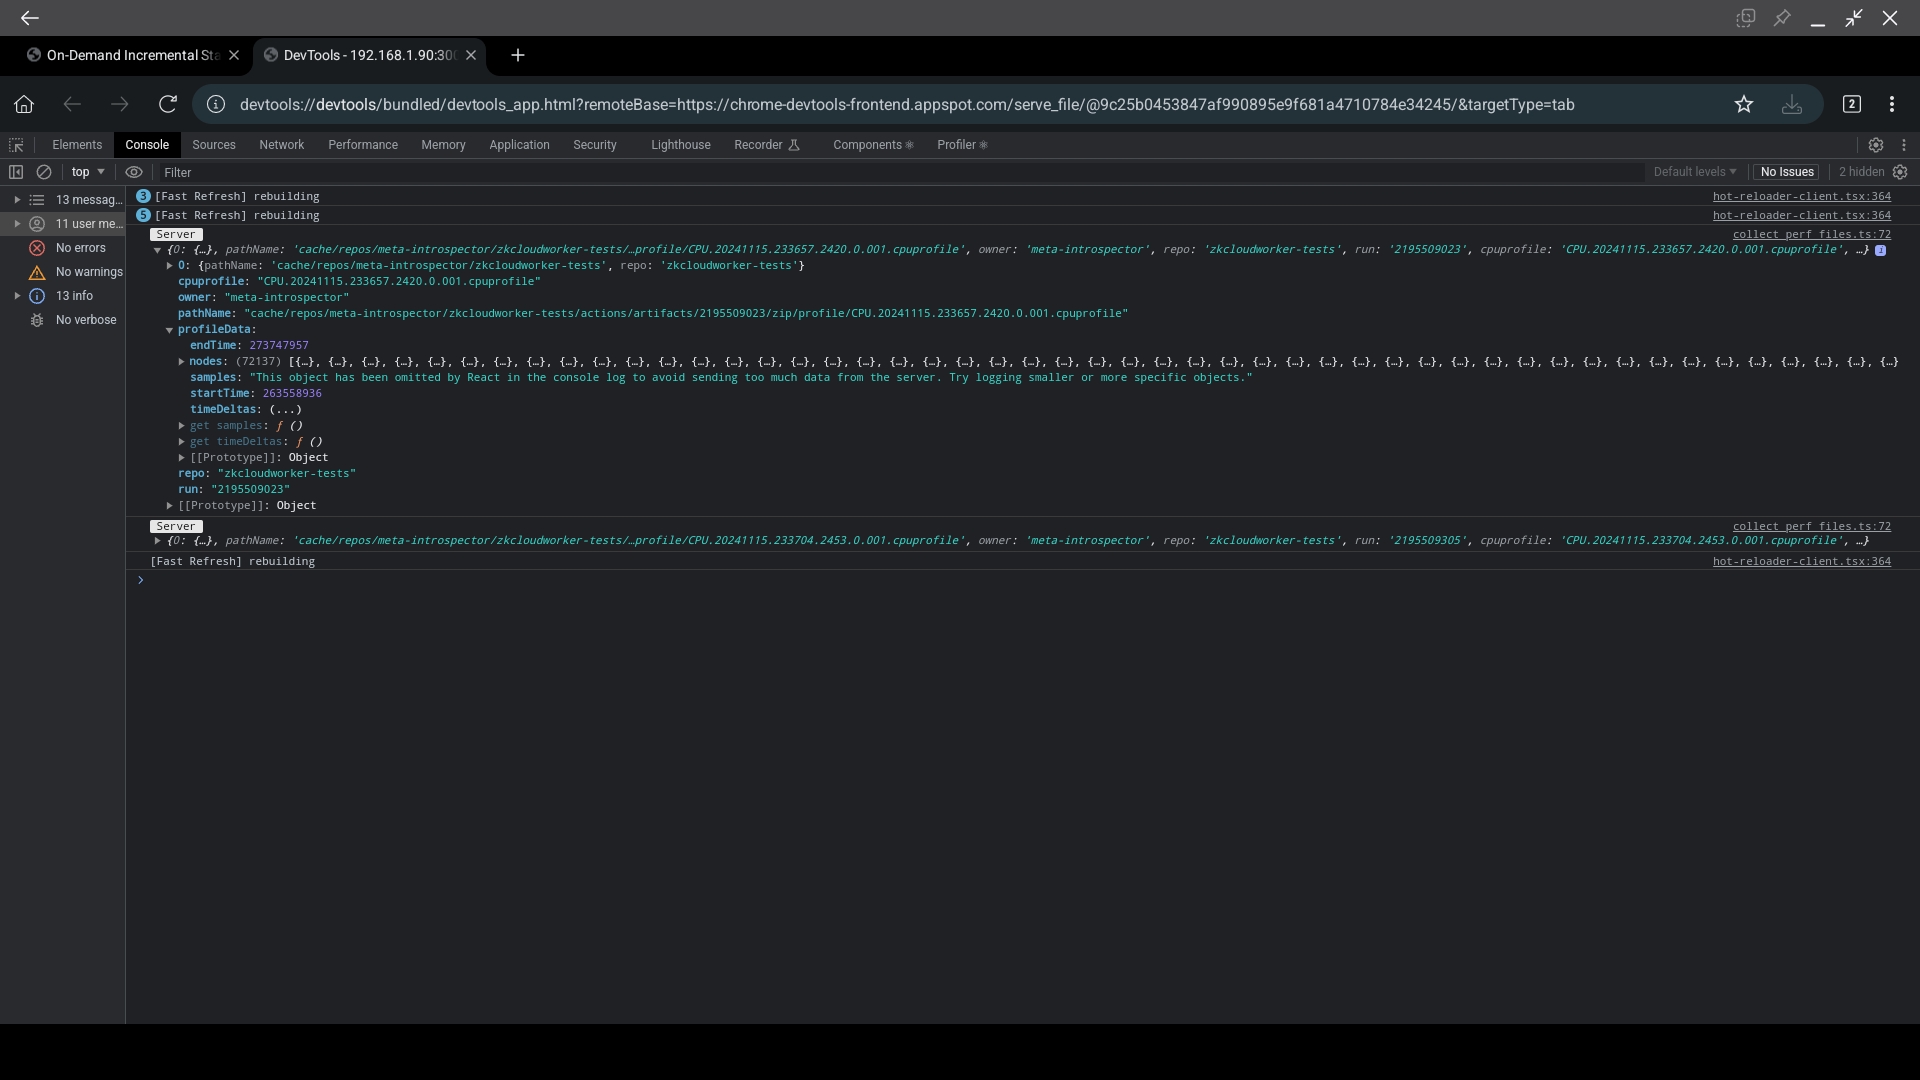 On-Demand Incremental Sta
DevTools - 192.168.1.90:300
devtools://devtools/bundled/devtools_app.html?remoteBase=https://chrome-devtools-frontend.appspot.com/serve_file/@9c25b0453847af990895e9f681a4710784e34245/&targetType=tab
2
Elements Console Sources Network Performance Memory Application Security Lighthouse Recorder Components Profiler
top Filter Default levels No Issues 2 hidden
13 messag...
11 user me...
No errors
No warnings
13 info
No verbose
3 [Fast Refresh] rebuilding hot-reloader-client.tsx:364
5 [Fast Refresh] rebuilding hot-reloader-client.tsx:364
Server collect_perf_files.ts:72
{0: {…}, pathName: 'cache/repos/meta-introspector/zkcloudworker-tests/…profile/CPU.20241115.233657.2420.0.001.cpuprofile', owner: 'meta-introspector', repo: 'zkcloudworker-tests', run: '2195509023', cpuprofile: 'CPU.20241115.233657.2420.0.001.cpuprofile', …} i
0: {pathName: 'cache/repos/meta-introspector/zkcloudworker-tests', repo: 'zkcloudworker-tests'}
cpuprofile: "CPU.20241115.233657.2420.0.001.cpuprofile"
owner: "meta-introspector"
pathName: "cache/repos/meta-introspector/zkcloudworker-tests/actions/artifacts/2195509023/zip/profile/CPU.20241115.233657.2420.0.001.cpuprofile"
profileData:
endTime: 273747957
nodes: (72137) [{…}, {…}, {…}, {…}, {…}, {…}, {…}, {…}, {…}, {…}, {…}, {…}, {…}, {…}, {…}, {…}, {…}, {…}, {…}, {…}, {…}, {…}, {…}, {…}, {…}, {…}, {…}, {…}, {…}, {…}, {…}, {…}, {…}, {…}, {…}, {…}, {…}, {…}, {…}, {…}, {…}, {…}, {…}, {…}, {…}, {…}, {…}, {…}, {…}
samples: "This object has been omitted by React in the console log to avoid sending too much data from the server. Try logging smaller or more specific objects."
startTime: 263558936
timeDeltas: (...)
get samples: ƒ ()
get timeDeltas: ƒ ()
[[Prototype]]: Object
repo: "zkcloudworker-tests"
run: "2195509023"
[[Prototype]]: Object
Server collect_perf_files.ts:72
{0: {…}, pathName: 'cache/repos/meta-introspector/zkcloudworker-tests/…profile/CPU.20241115.233704.2453.0.001.cpuprofile', owner: 'meta-introspector', repo: 'zkcloudworker-tests', run: '2195509305', cpuprofile: 'CPU.20241115.233704.2453.0.001.cpuprofile', …}
[Fast Refresh] rebuilding hot-reloader-client.tsx:364